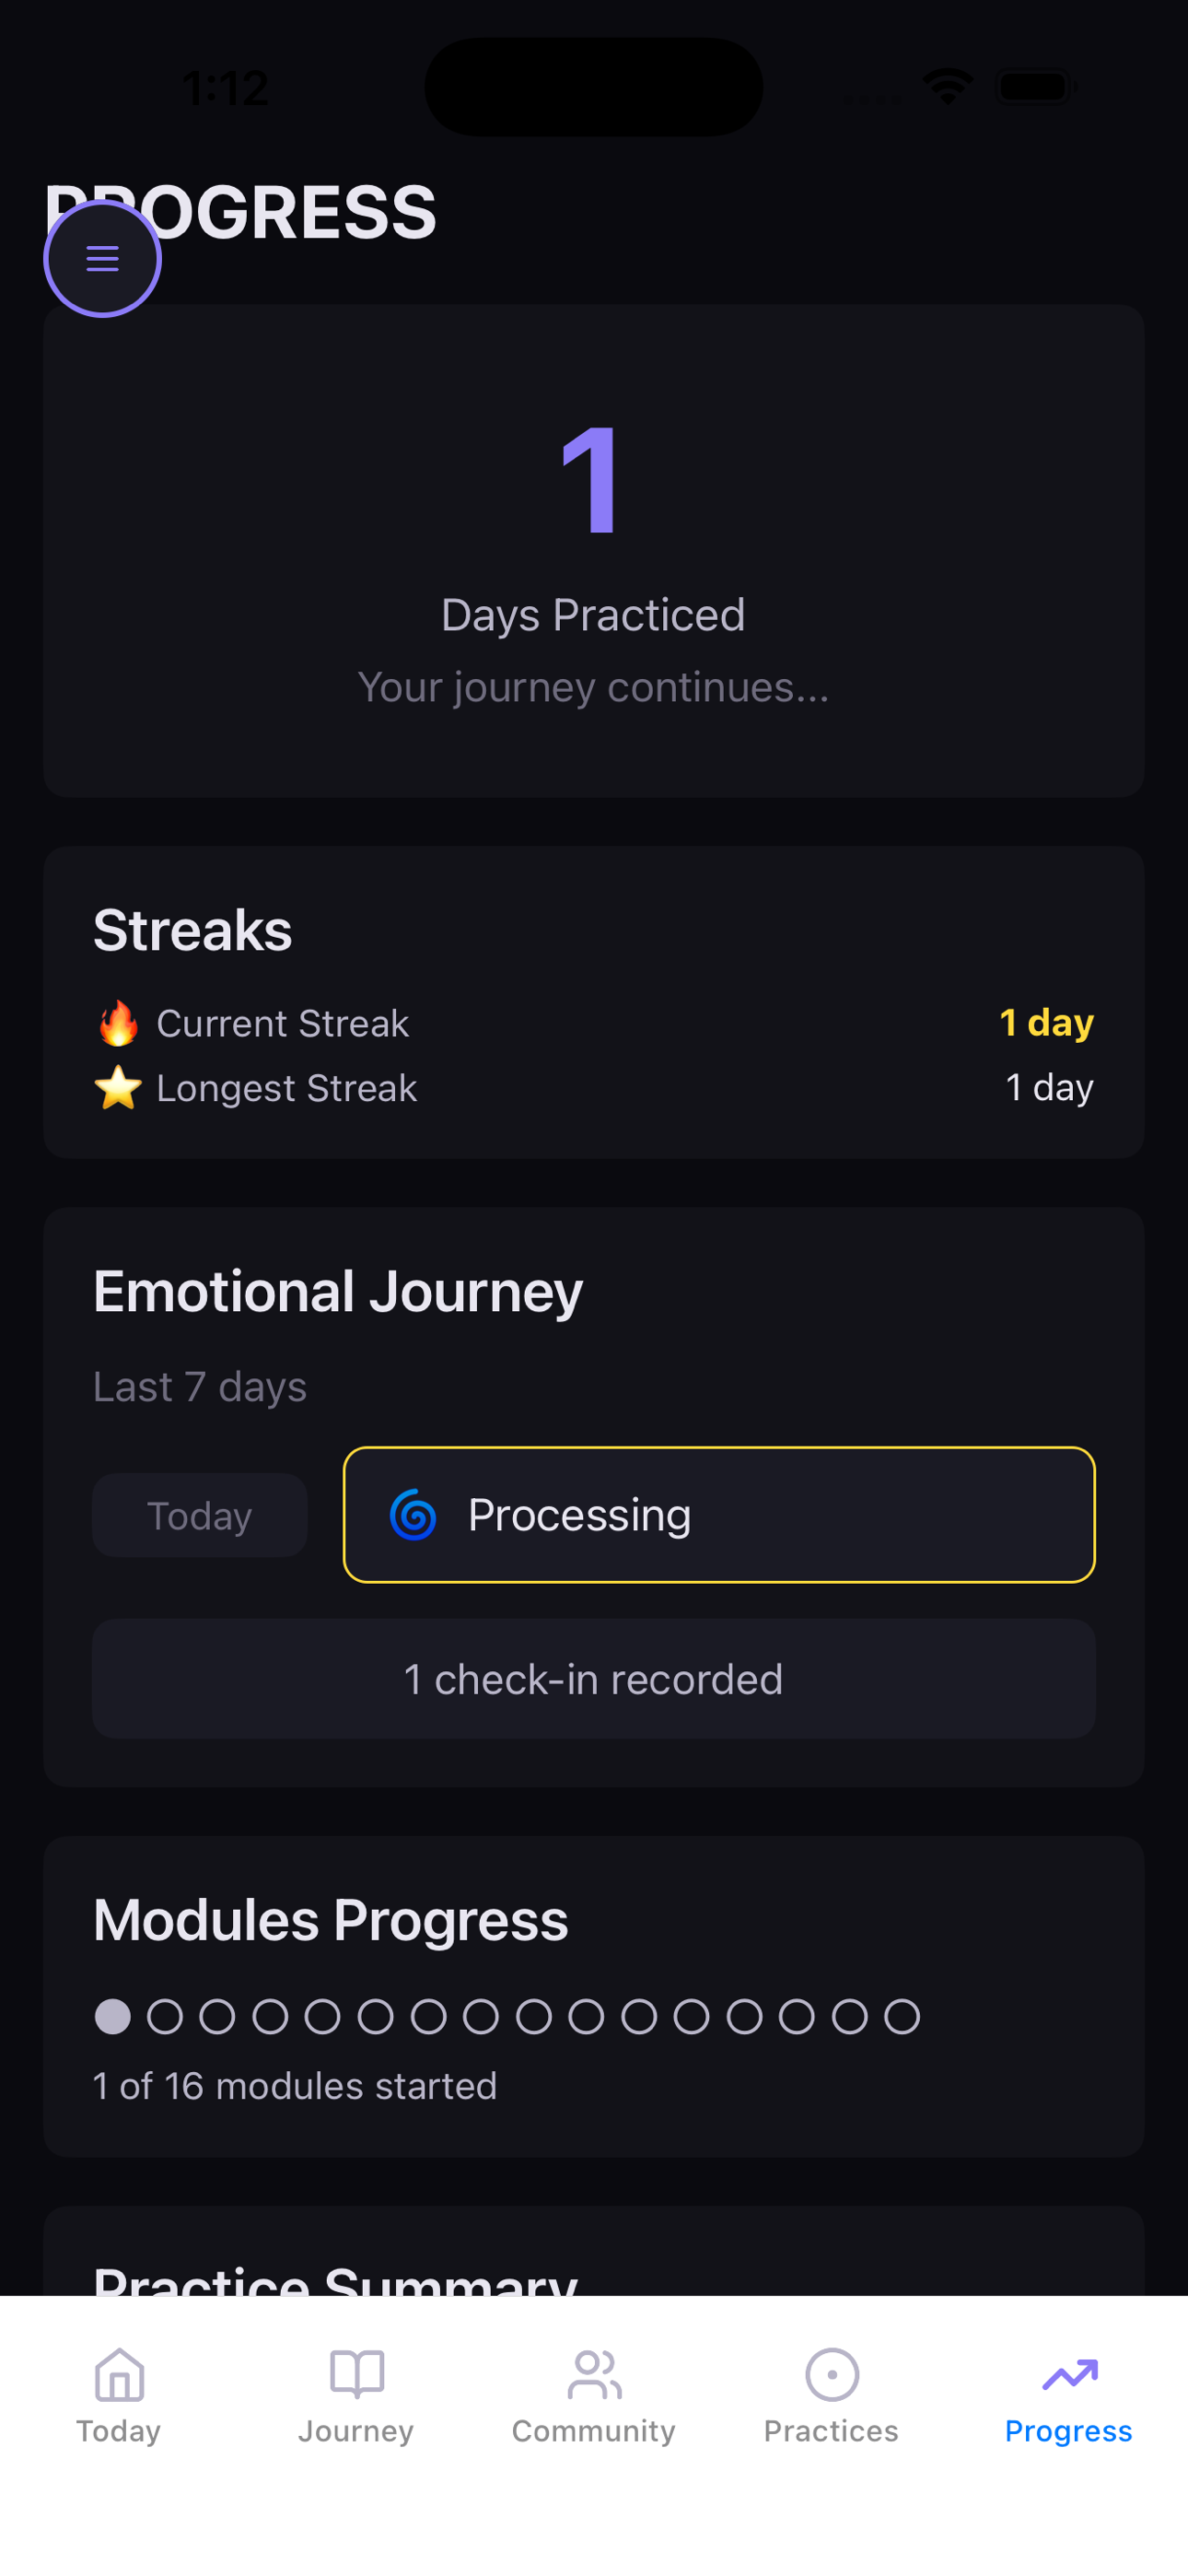 1:12
PROGRESS
1
Days Practiced
Your journey continues...
Streaks
🔥 Current Streak 1 day
⭐ Longest Streak 1 day
Emotional Journey
Last 7 days
Today 🌀 Processing
1 check-in recorded
Modules Progress
1 of 16 modules started
Practice Summary
Today Journey Community Practices Progress